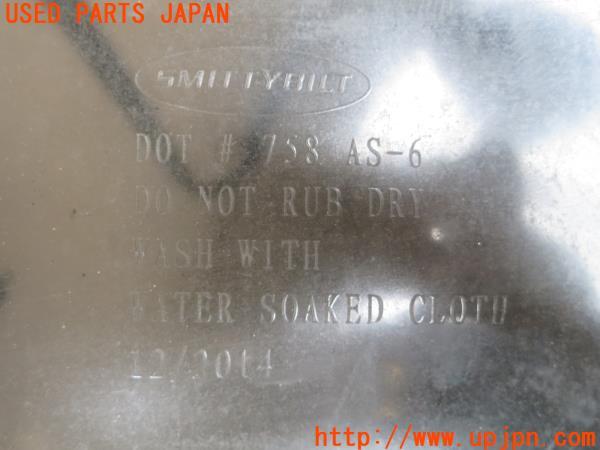 USED PARTS JAPAN
SMITTYBILT
DOT # 758 AS-6
DO NOT RUB DRY
WASH WITH
WATER SOAKED CLOTH
12/2014
http://www.upjpn.com